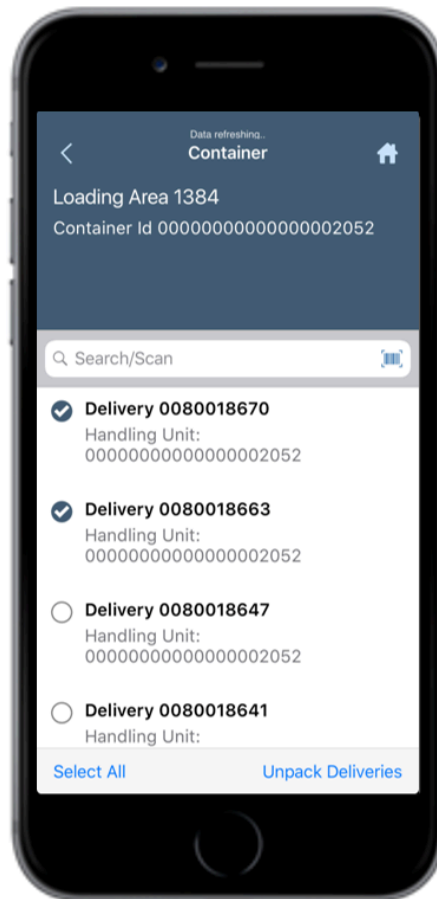 Data refreshing..
Container
Loading Area 1384
Container Id 00000000000000002052
Search/Scan
Delivery 0080018670
Handling Unit:
00000000000000002052
Delivery 0080018663
Handling Unit:
00000000000000002052
Delivery 0080018647
Handling Unit:
00000000000000002052
Delivery 0080018641
Handling Unit:
Select All
Unpack Deliveries